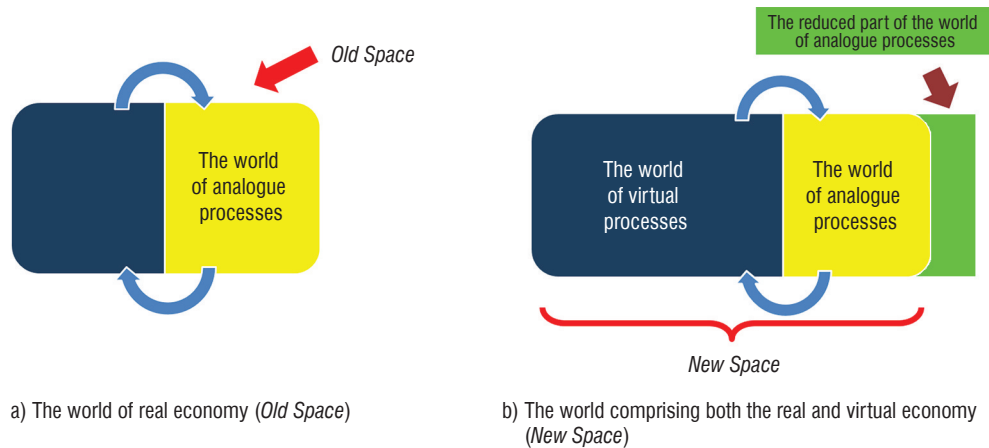 Old Space
The world
of analogue
processes
a) The world of real economy (Old Space)
The reduced part of the world
of analogue processes
The world
of virtual
processes
The world
of analogue
processes
New Space
b) The world comprising both the real and virtual economy
(New Space)